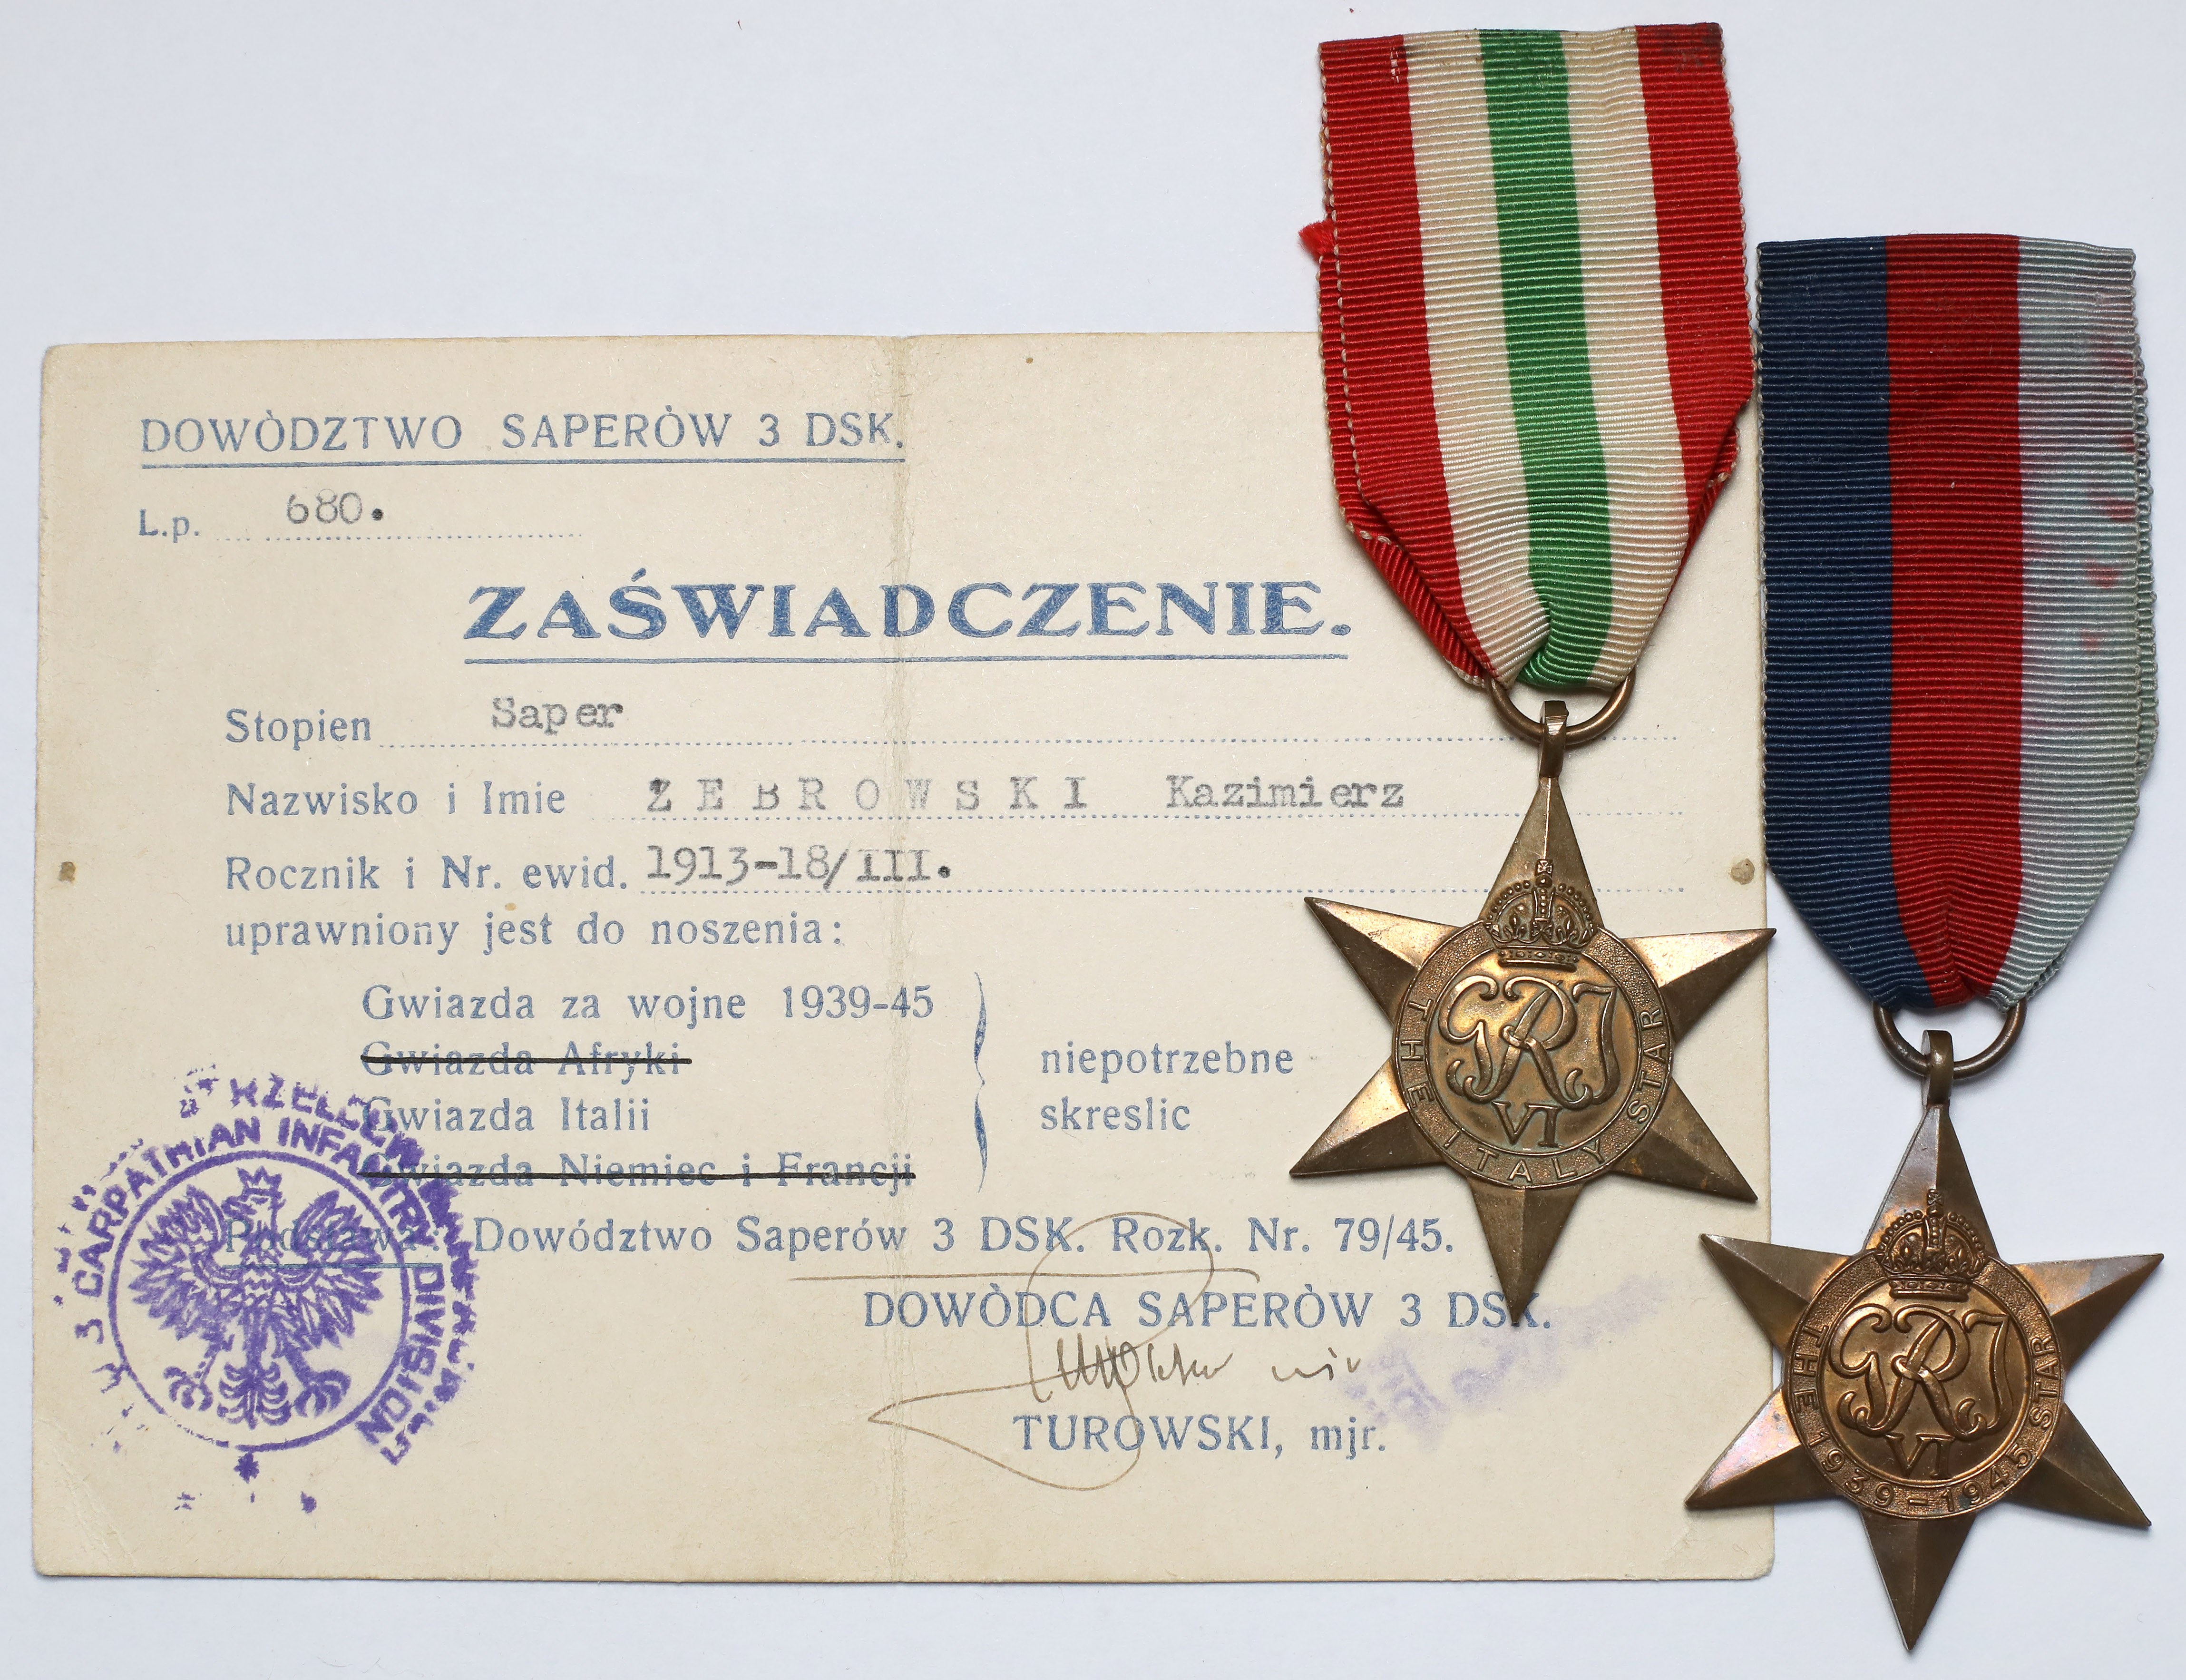 DOWÒDZTWO SAPERÒW 3 DSK.
L.p. 680.
ZAŚWIADCZENIE.
Stopien Saper
Nazwisko i Imie ŻEBROWSKI Kazimierz
Rocznik i Nr. ewid. 1913-18/III.
uprawniony jest do noszenia:
Gwiazda za wojne 1939-45
Gwiazda Afryki
Gwiazda Italii
Gwiazda Niemiec i Francji
niepotrzebne
skreslic
Podstawa: Dowództwo Saperów 3 DSK. Rozk. Nr. 79/45.
DOWÒDCA SAPERÒW 3 DSK.
TUROWSKI, mjr.
3 CARPATHIAN INFANTRY DIVISION
GRI
VI
THE ITALY STAR
GRI
VI
THE 1939-1945 STAR